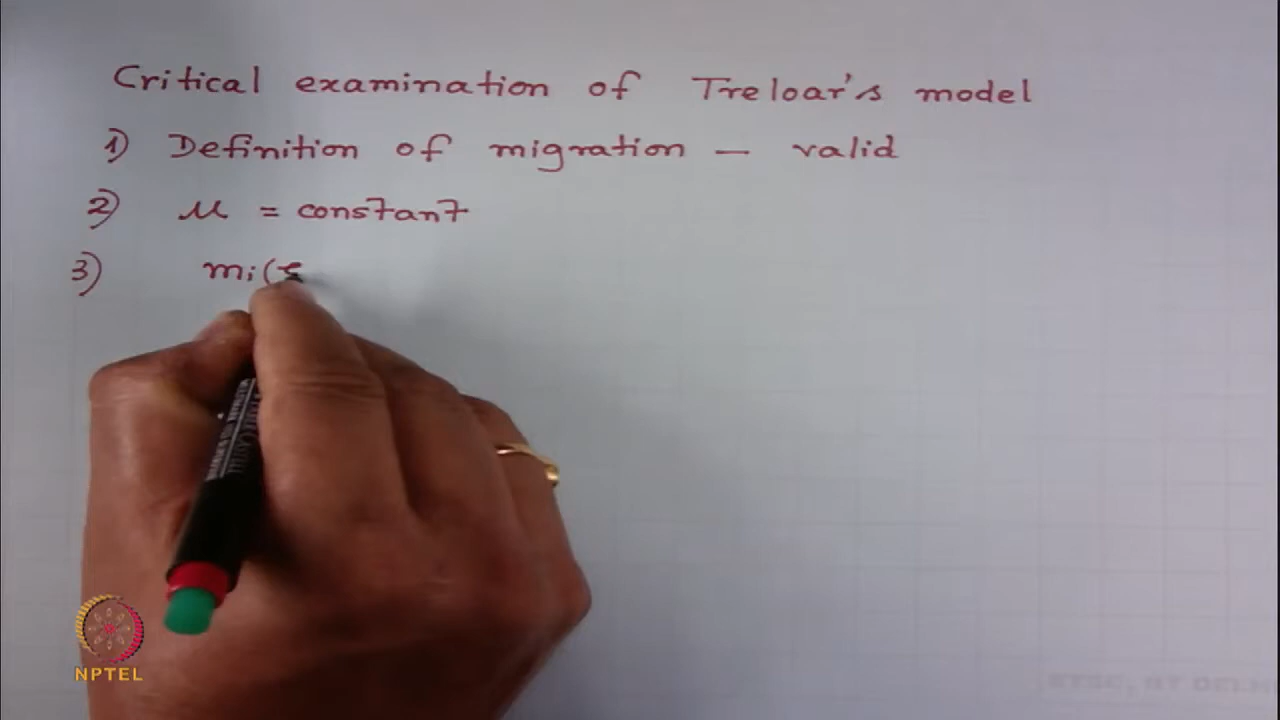 Critical examination of Treloar's model
1) Definition of migration — valid
2) μ = constant
3) mi(
NPTEL